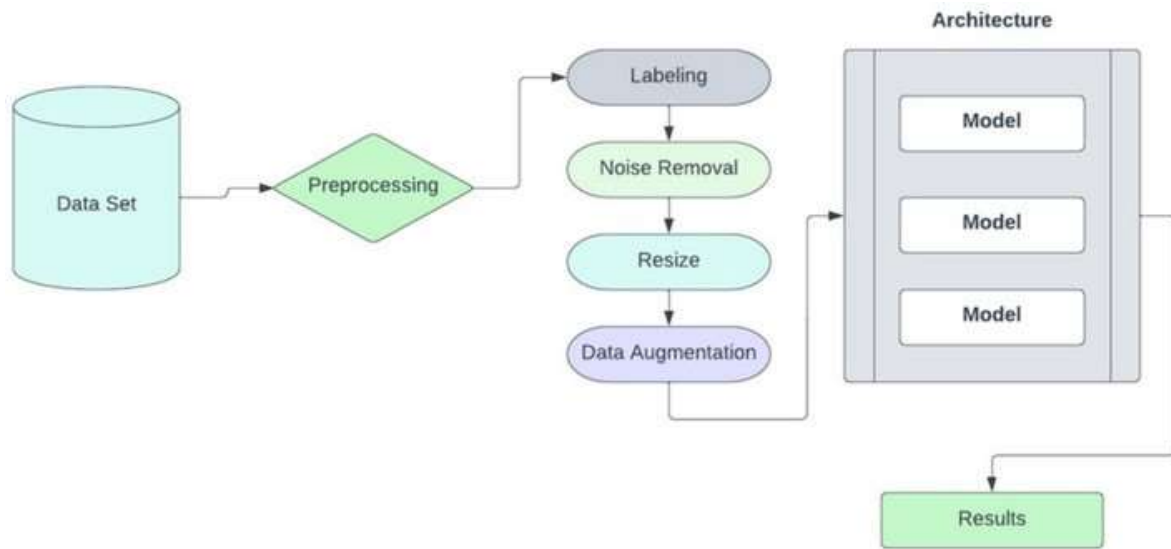 Architecture
Labeling
Model
Noise Removal
Preprocessing
Data Set
Model
Resize
Model
Data Augmentation
Results